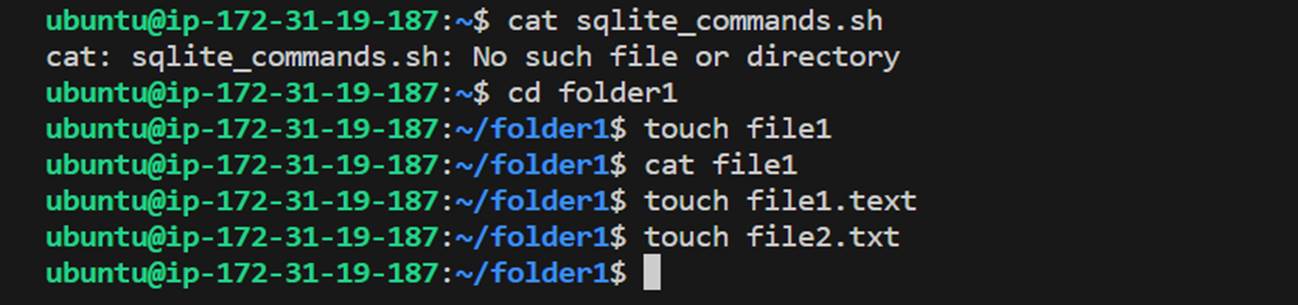 ubuntu@ip-172-31-19-187:~$ cat sqlite_commands.sh
cat: sqlite_commands.sh: No such file or directory
ubuntu@ip-172-31-19-187:~$ cd folder1
ubuntu@ip-172-31-19-187:~/folder1$ touch file1
ubuntu@ip-172-31-19-187:~/folder1$ cat file1
ubuntu@ip-172-31-19-187:~/folder1$ touch file1.text
ubuntu@ip-172-31-19-187:~/folder1$ touch file2.txt
ubuntu@ip-172-31-19-187:~/folder1$